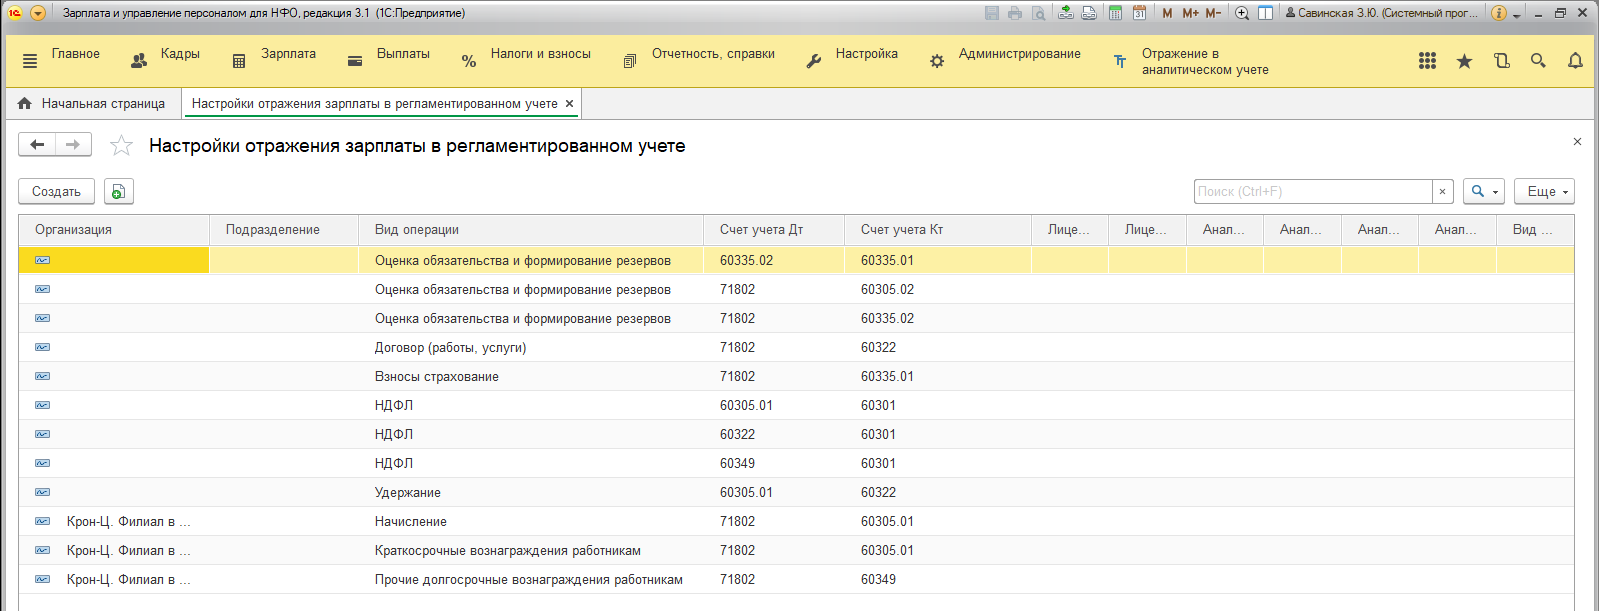 Зарплата и управление персоналом для НФО, редакция 3.1 (1С:Предприятие)
M M+ M- Савинская З.Ю. (Системный прог...
Главное Кадры Зарплата Выплаты Налоги и взносы Отчетность, справки Настройка Администрирование Отражение в
аналитическом учете
Начальная страница Настройки отражения зарплаты в регламентированном учете ×
Настройки отражения зарплаты в регламентированном учете ×
Создать Поиск (Ctrl+F) × Еще
Организация Подразделение Вид операции Счет учета Дт Счет учета Кт Лице... Лице... Анал... Анал... Анал... Анал... Вид ...
Оценка обязательства и формирование резервов 60335.02 60335.01
Оценка обязательства и формирование резервов 71802 60305.02
Оценка обязательства и формирование резервов 71802 60335.02
Договор (работы, услуги) 71802 60322
Взносы страхование 71802 60335.01
НДФЛ 60305.01 60301
НДФЛ 60322 60301
НДФЛ 60349 60301
Удержание 60305.01 60322
Крон-Ц. Филиал в ... Начисление 71802 60305.01
Крон-Ц. Филиал в ... Краткосрочные вознаграждения работникам 71802 60305.01
Крон-Ц. Филиал в ... Прочие долгосрочные вознаграждения работникам 71802 60349